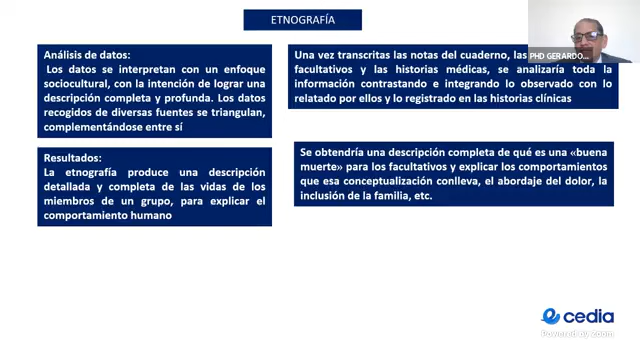 ETNOGRAFÍA
Análisis de datos:
Los datos se interpretan con un enfoque
sociocultural, con la intención de lograr una
descripción completa y profunda. Los datos
recogidos de diversas fuentes se triangulan,
complementándose entre sí
Una vez transcritas las notas del cuaderno, las
facultativos y las historias médicas, se analizaría toda la
información contrastando e integrando lo observado con lo
relatado por ellos y lo registrado en las historias clínicas
PHD GERARDO...
Resultados:
La etnografía produce una descripción
detallada y completa de las vidas de los
miembros de un grupo, para explicar el
comportamiento humano
Se obtendría una descripción completa de qué es una «buena
muerte» para los facultativos y explicar los comportamientos
que esa conceptualización conlleva, el abordaje del dolor, la
inclusión de la familia, etc.
cedia
Powered by Zoom